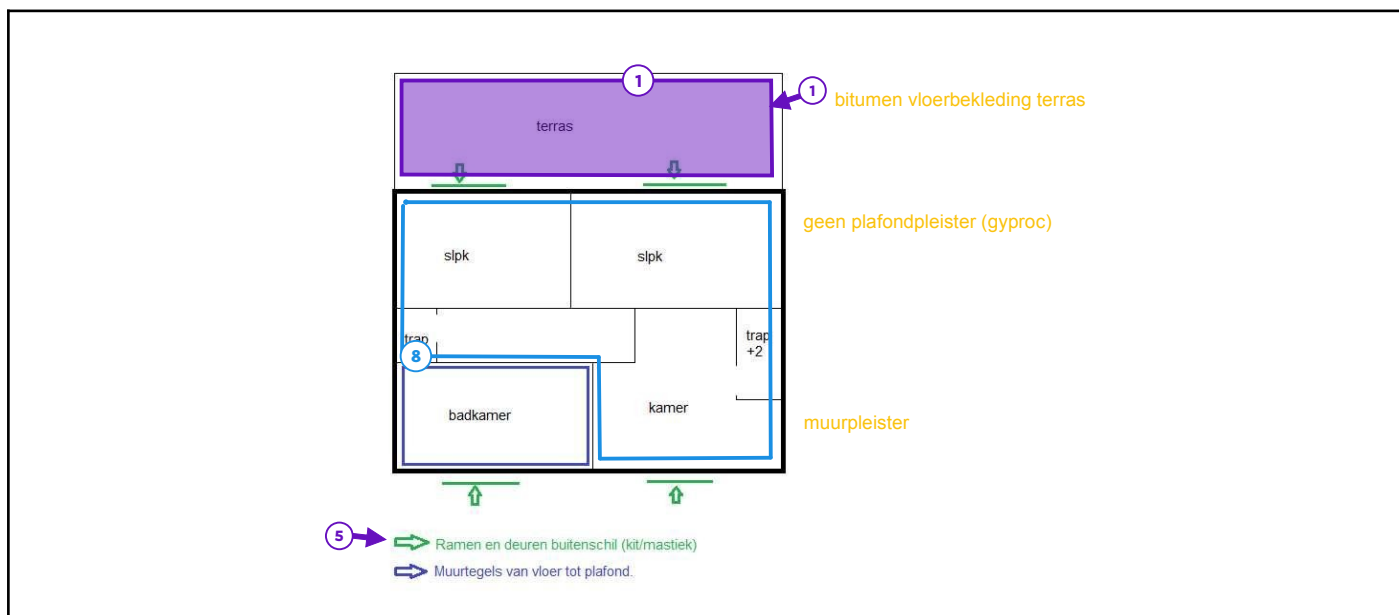 1
1
bitumen vloerbekleding terras
terras
geen plafondpleister (gyproc)
slpk
slpk
trap
trap
+2
8
badkamer
kamer
muurpleister
5
Ramen en deuren buitenschil (kit/mastiek)
Muurtegels van vloer tot plafond.